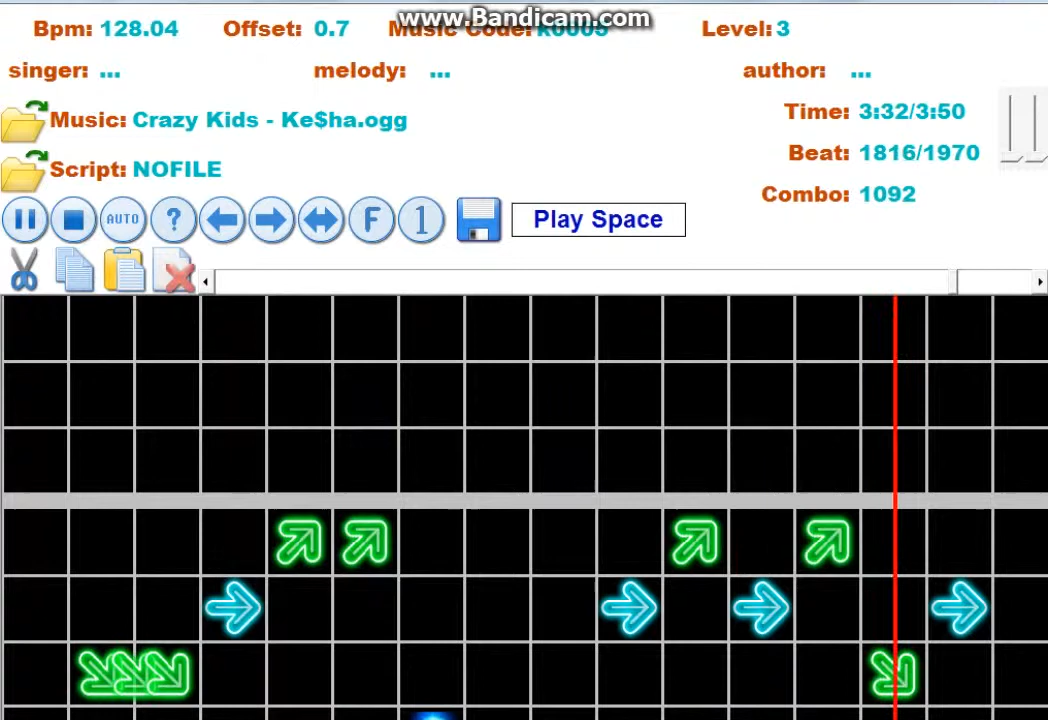 www.Bandicam.com
Bpm: 128.04 Offset: 0.7 Music Code: k0005 Level: 3
singer: ... melody: ... author: ...
Music: Crazy Kids - Ke$ha.ogg
Time: 3:32/3:50
Script: NOFILE
Beat: 1816/1970
Combo: 1092
AUTO ? F 1 Play Space